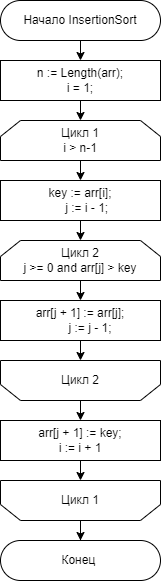 Начало InsertionSort
n := Length(arr);
i = 1;
Цикл 1
i > n-1
key := arr[i];
j := i - 1;
Цикл 2
j >= 0 and arr[j] > key
arr[j + 1] := arr[j];
j := j - 1;
Цикл 2
arr[j + 1] := key;
i := i + 1
Цикл 1
Конец